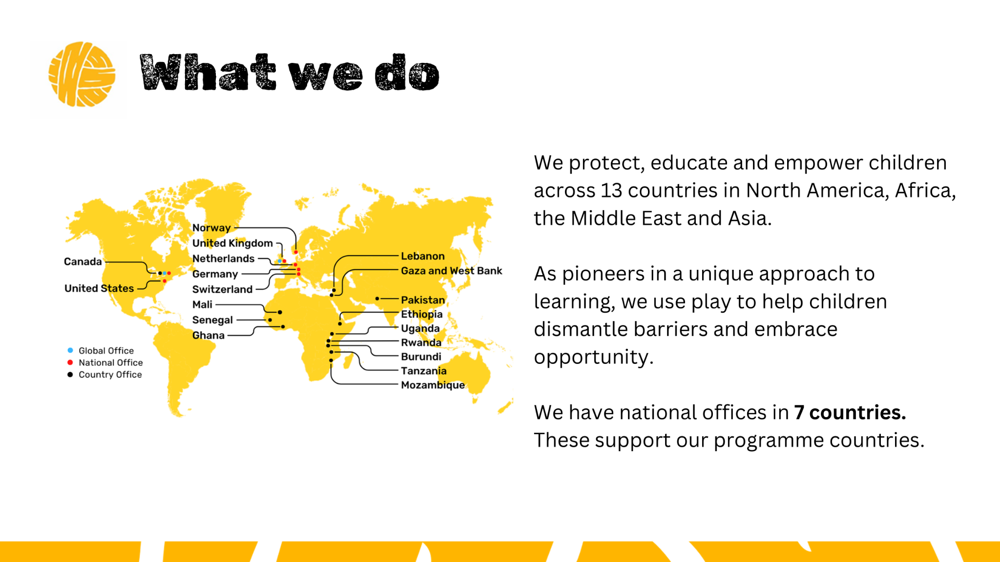 What we do
We protect, educate and empower children
across 13 countries in North America, Africa,
the Middle East and Asia.
As pioneers in a unique approach to
learning, we use play to help children
dismantle barriers and embrace
opportunity.
We have national offices in 7 countries.
These support our programme countries.
Canada
United States
Norway
United Kingdom
Netherlands
Germany
Switzerland
Mali
Senegal
Ghana
Lebanon
Gaza and West Bank
Pakistan
Ethiopia
Uganda
Rwanda
Burundi
Tanzania
Mozambique
Global Office
National Office
Country Office